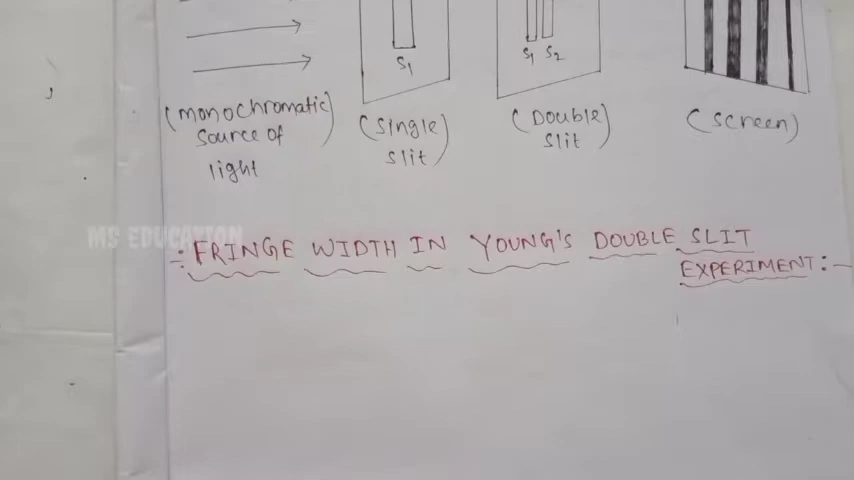 S1
S1 S2
(monochromatic)
source of
light
(single)
slit
(Double)
slit
(screen)
MS EDUCATION
:FRINGE WIDTH IN YOUNG'S DOUBLE SLIT
EXPERIMENT:-